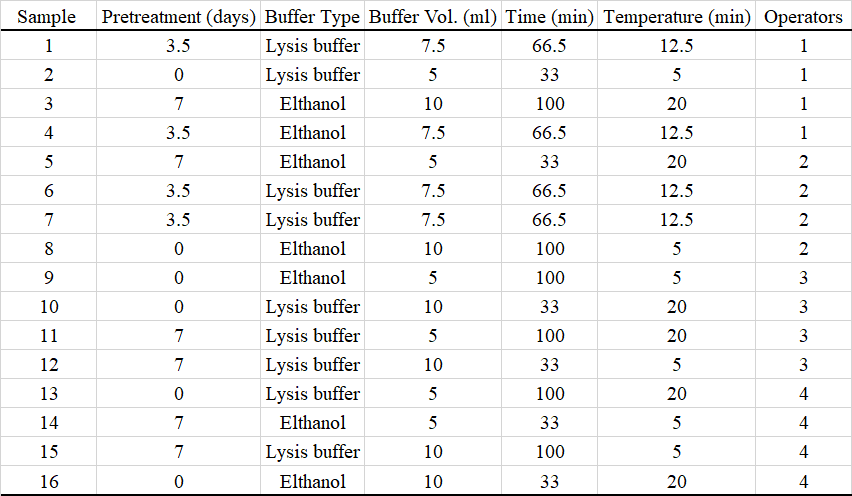 Sample Pretreatment (days) Buffer Type Buffer Vol. (ml) Time (min) Temperature (min) Operators
1 3.5 Lysis buffer 7.5 66.5 12.5 1
2 0 Lysis buffer 5 33 5 1
3 7 Elthanol 10 100 20 1
4 3.5 Elthanol 7.5 66.5 12.5 1
5 7 Elthanol 5 33 20 2
6 3.5 Lysis buffer 7.5 66.5 12.5 2
7 3.5 Lysis buffer 7.5 66.5 12.5 2
8 0 Elthanol 10 100 5 2
9 0 Elthanol 5 100 5 3
10 0 Lysis buffer 10 33 20 3
11 7 Lysis buffer 5 100 20 3
12 7 Lysis buffer 10 33 5 3
13 0 Lysis buffer 5 100 20 4
14 7 Elthanol 5 33 5 4
15 7 Lysis buffer 10 100 5 4
16 0 Elthanol 10 33 20 4